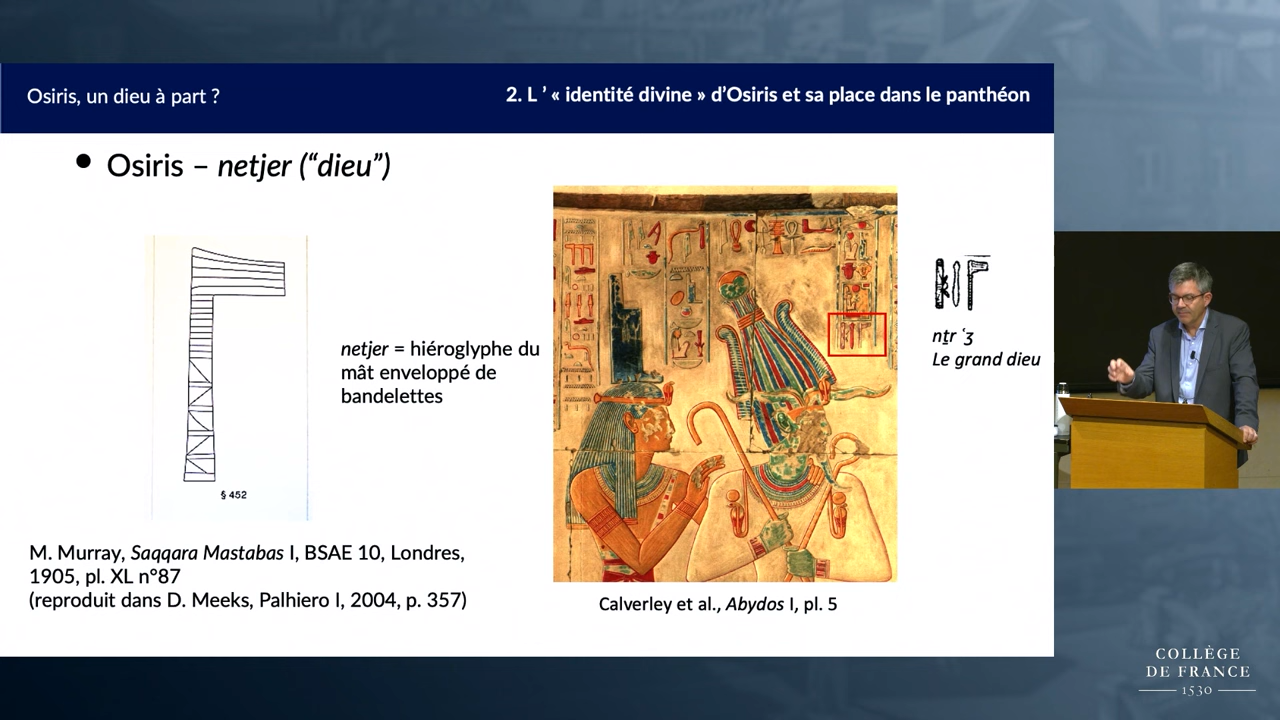 Osiris, un dieu à part ?
2. L ’ « identité divine » d’Osiris et sa place dans le panthéon
• Osiris – netjer (“dieu”)
§ 452
netjer = hiéroglyphe du
mât enveloppé de
bandelettes
nṯr ʿꜣ
Le grand dieu
M. Murray, Saqqara Mastabas I, BSAE 10, Londres,
1905, pl. XL n°87
(reproduit dans D. Meeks, Palhiero I, 2004, p. 357)
Calverley et al., Abydos I, pl. 5
COLLÈGE
DE FRANCE
1530